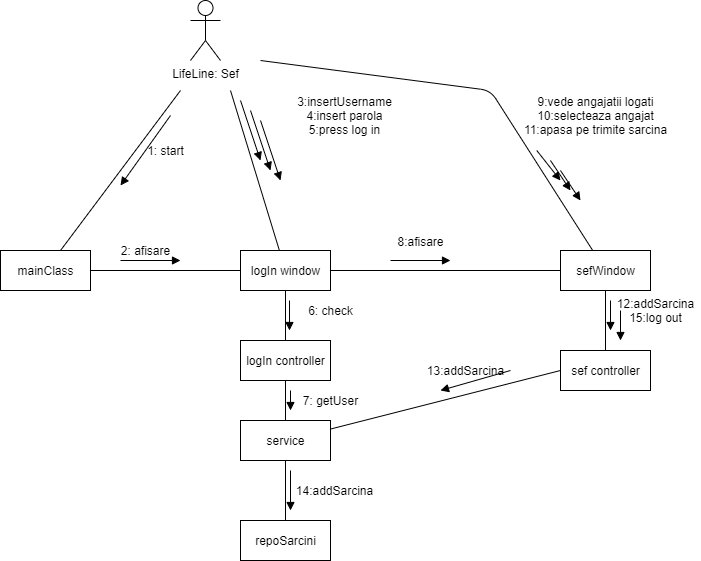 LifeLine: Sef
3:insertUsername
4:insert parola
5:press log in
9:vede angajatii logati
10:selecteaza angajat
11:apasa pe trimite sarcina
1: start
2: afisare
8:afisare
mainClass
logIn window
sefWindow
6: check
12:addSarcina
15:log out
logIn controller
13:addSarcina
sef controller
7: getUser
service
14:addSarcina
repoSarcini